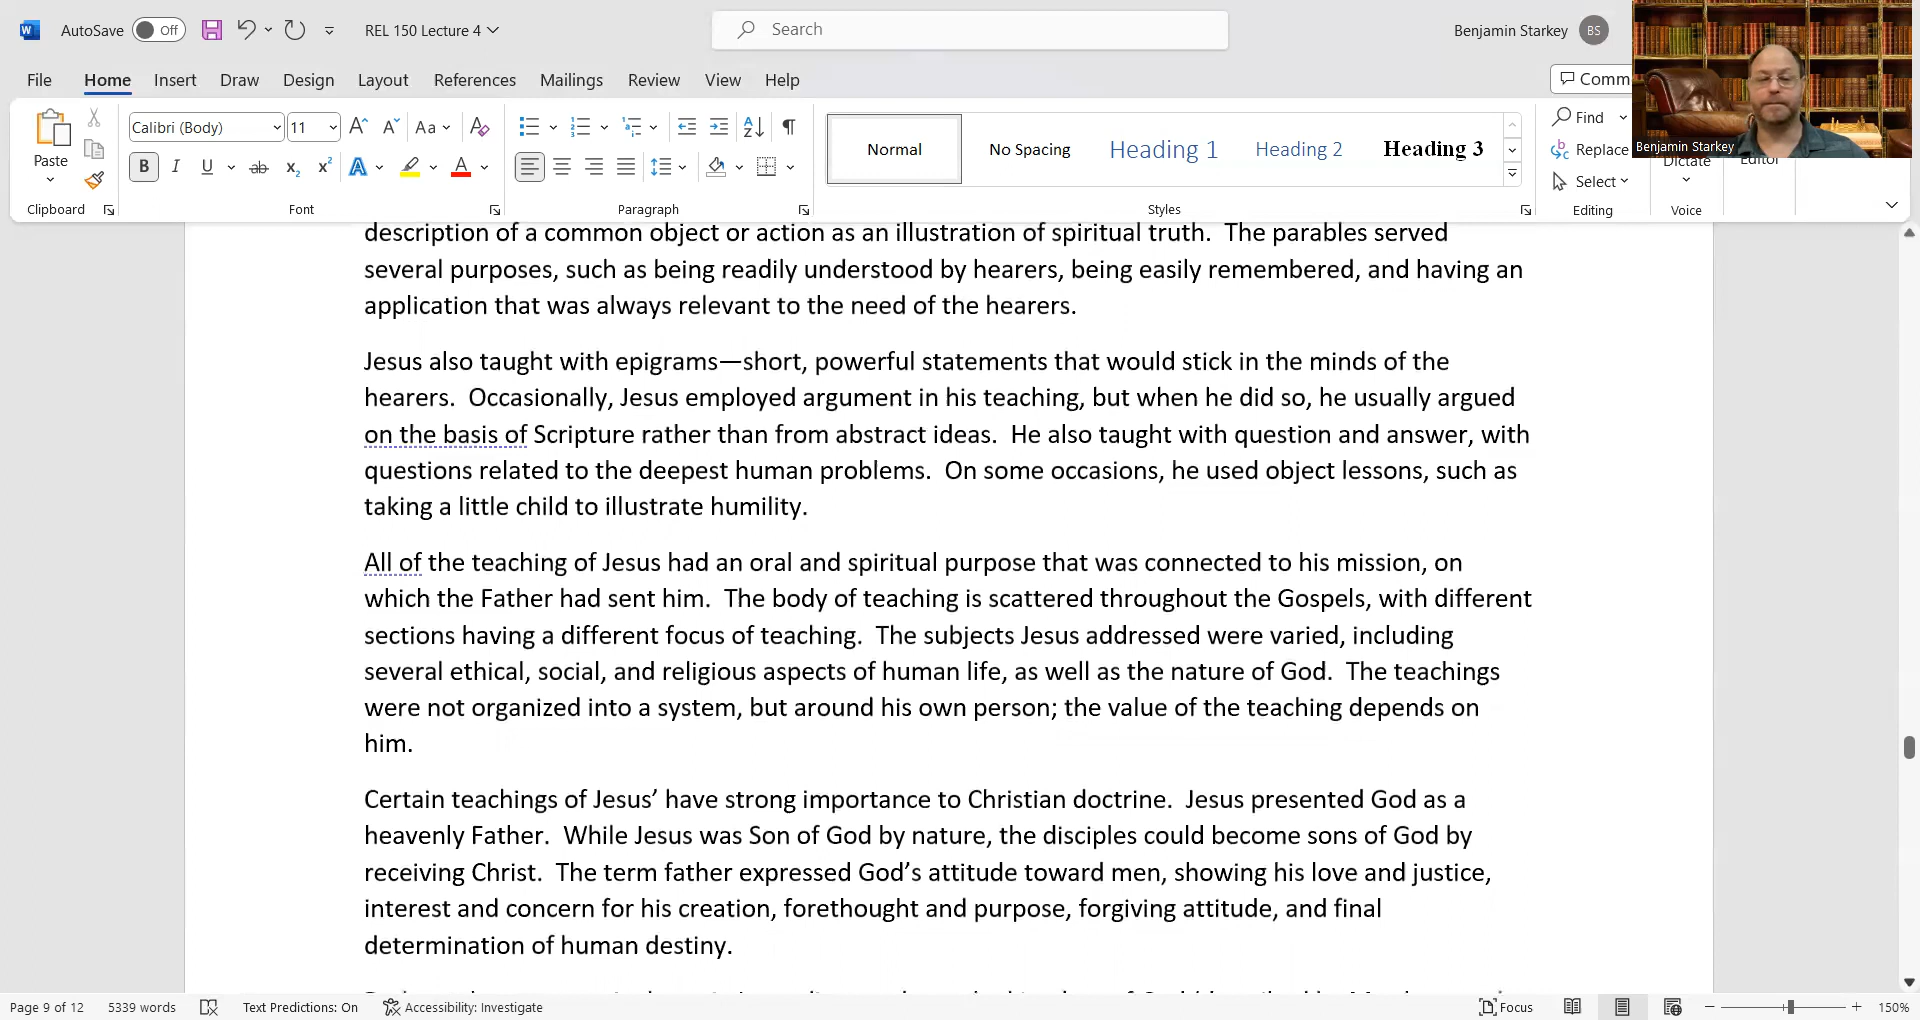 AutoSave Off REL 150 Lecture 4 Search Benjamin Starkey BS
File Home Insert Draw Design Layout References Mailings Review View Help Comm
Paste Calibri (Body) 11 Aa Normal No Spacing Heading 1 Heading 2 Heading 3 Find Replace Select Dictate Editor
Clipboard Font Paragraph Styles Editing Voice
Benjamin Starkey
description of a common object or action as an illustration of spiritual truth.  The parables served
several purposes, such as being readily understood by hearers, being easily remembered, and having an
application that was always relevant to the need of the hearers.
Jesus also taught with epigrams—short, powerful statements that would stick in the minds of the
hearers.  Occasionally, Jesus employed argument in his teaching, but when he did so, he usually argued
on the basis of Scripture rather than from abstract ideas.  He also taught with question and answer, with
questions related to the deepest human problems.  On some occasions, he used object lessons, such as
taking a little child to illustrate humility.
All of the teaching of Jesus had an oral and spiritual purpose that was connected to his mission, on
which the Father had sent him.  The body of teaching is scattered throughout the Gospels, with different
sections having a different focus of teaching.  The subjects Jesus addressed were varied, including
several ethical, social, and religious aspects of human life, as well as the nature of God.  The teachings
were not organized into a system, but around his own person; the value of the teaching depends on
him.
Certain teachings of Jesus’ have strong importance to Christian doctrine.  Jesus presented God as a
heavenly Father.  While Jesus was Son of God by nature, the disciples could become sons of God by
receiving Christ.  The term father expressed God’s attitude toward men, showing his love and justice,
interest and concern for his creation, forethought and purpose, forgiving attitude, and final
determination of human destiny.
Page 9 of 12 5339 words Text Predictions: On Accessibility: Investigate Focus 150%